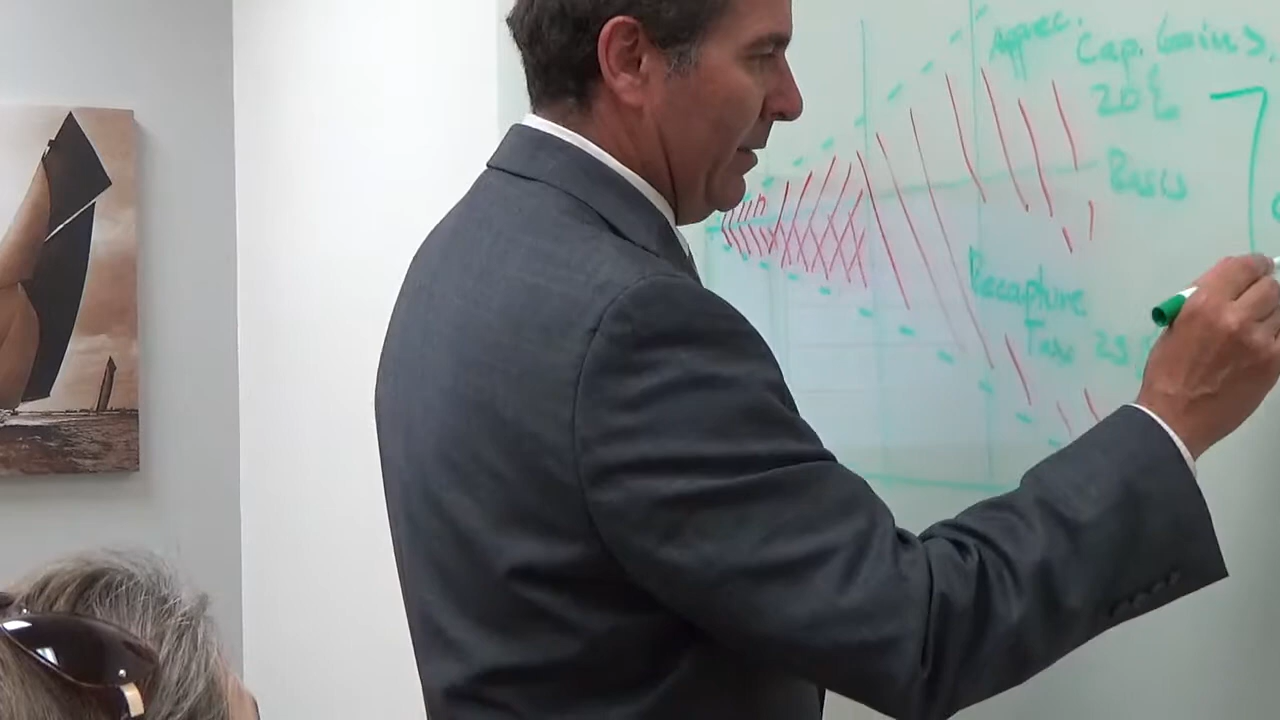 Apprec.
Cap. Gains.
20%
Basis
Recapture
Tax 25